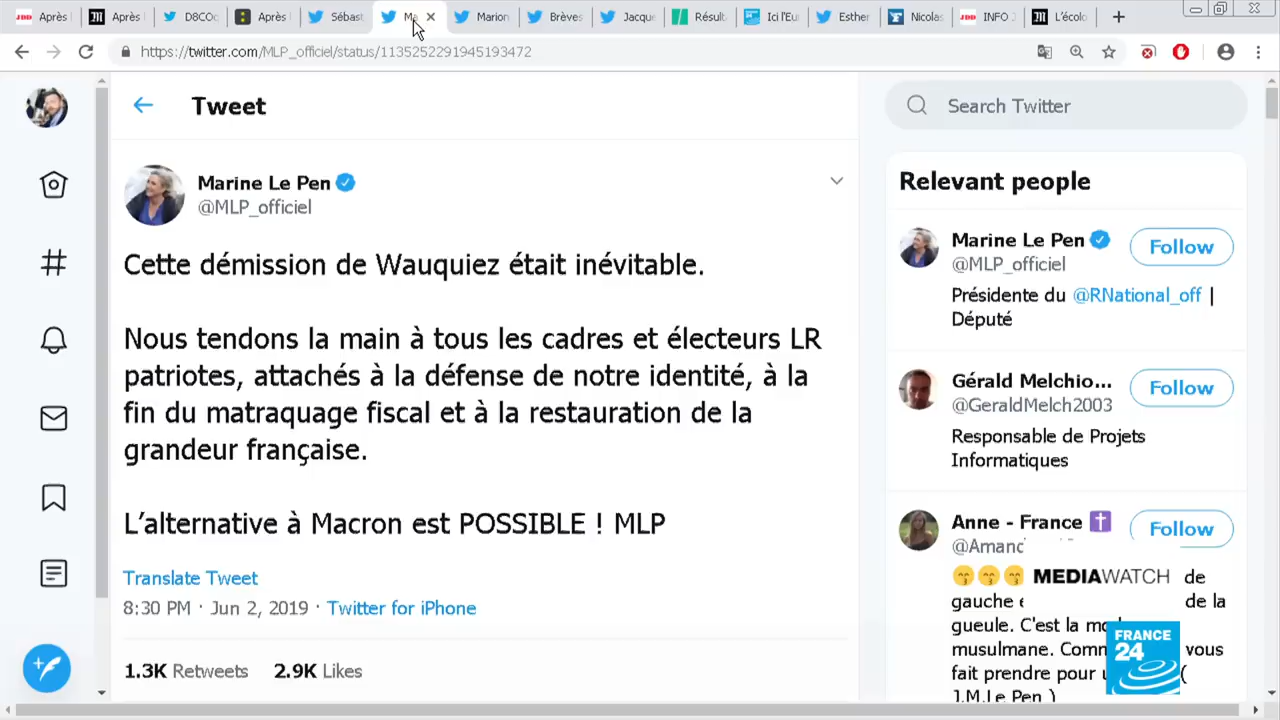 JDD Après
M Après
D8COc
Après
Sébast
Ma
Marion
Brèves
Jacque
Résult
Ici l'Eu
Esther
Nicolas
JDD INFO
M L'écolo
https://twitter.com/MLP_officiel/status/1135252291945193472
Tweet
Marine Le Pen
@MLP_officiel
Cette démission de Wauquiez était inévitable.
Nous tendons la main à tous les cadres et électeurs LR
patriotes, attachés à la défense de notre identité, à la
fin du matraquage fiscal et à la restauration de la
grandeur française.
L'alternative à Macron est POSSIBLE ! MLP
Translate Tweet
8:30 PM · Jun 2, 2019 · Twitter for iPhone
1.3K Retweets 2.9K Likes
Search Twitter
Relevant people
Marine Le Pen
@MLP_officiel
Follow
Présidente du @RNational_off |
Député
Gérald Melchio...
@GeraldMelch2003
Follow
Responsable de Projets
Informatiques
Anne - France
Follow
de
gauche
de la
gueule. C'est la
musulmane.
vous
fait prendre pour
(
J.M.Le Pen )
MEDIAWATCH
FRANCE
24